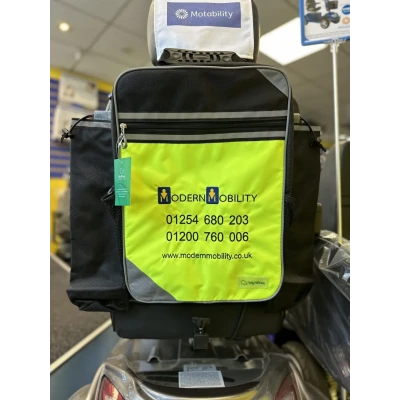 Motability
MODERN MOBILITY
01254 680 203
01200 760 006
www.modernmobility.co.uk